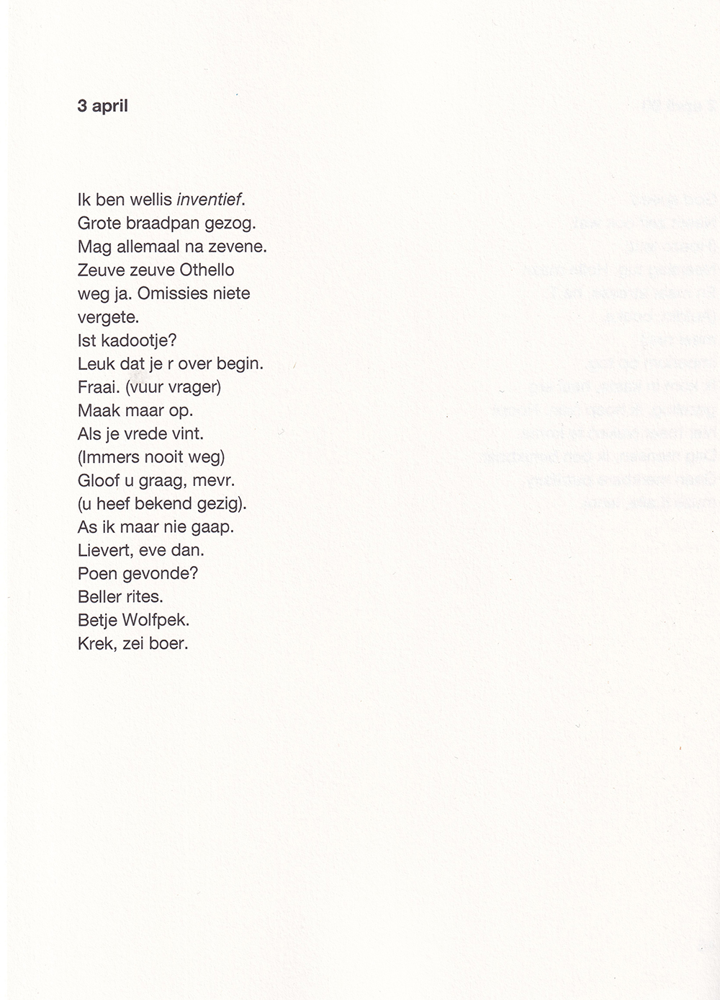 3 april
Ik ben wellis inventief.
Grote braadpan gezog.
Mag allemaal na zevene.
Zeuve zeuve Othello
weg ja. Omissies niete
vergete.
Ist kadootje?
Leuk dat je r over begin.
Fraai. (vuur vrager)
Maak maar op.
Als je vrede vint.
(Immers nooit weg)
Gloof u graag, mevr.
(u heef bekend gezig).
As ik maar nie gaap.
Lievert, eve dan.
Poen gevonde?
Beller rites.
Betje Wolfpek.
Krek, zei boer.